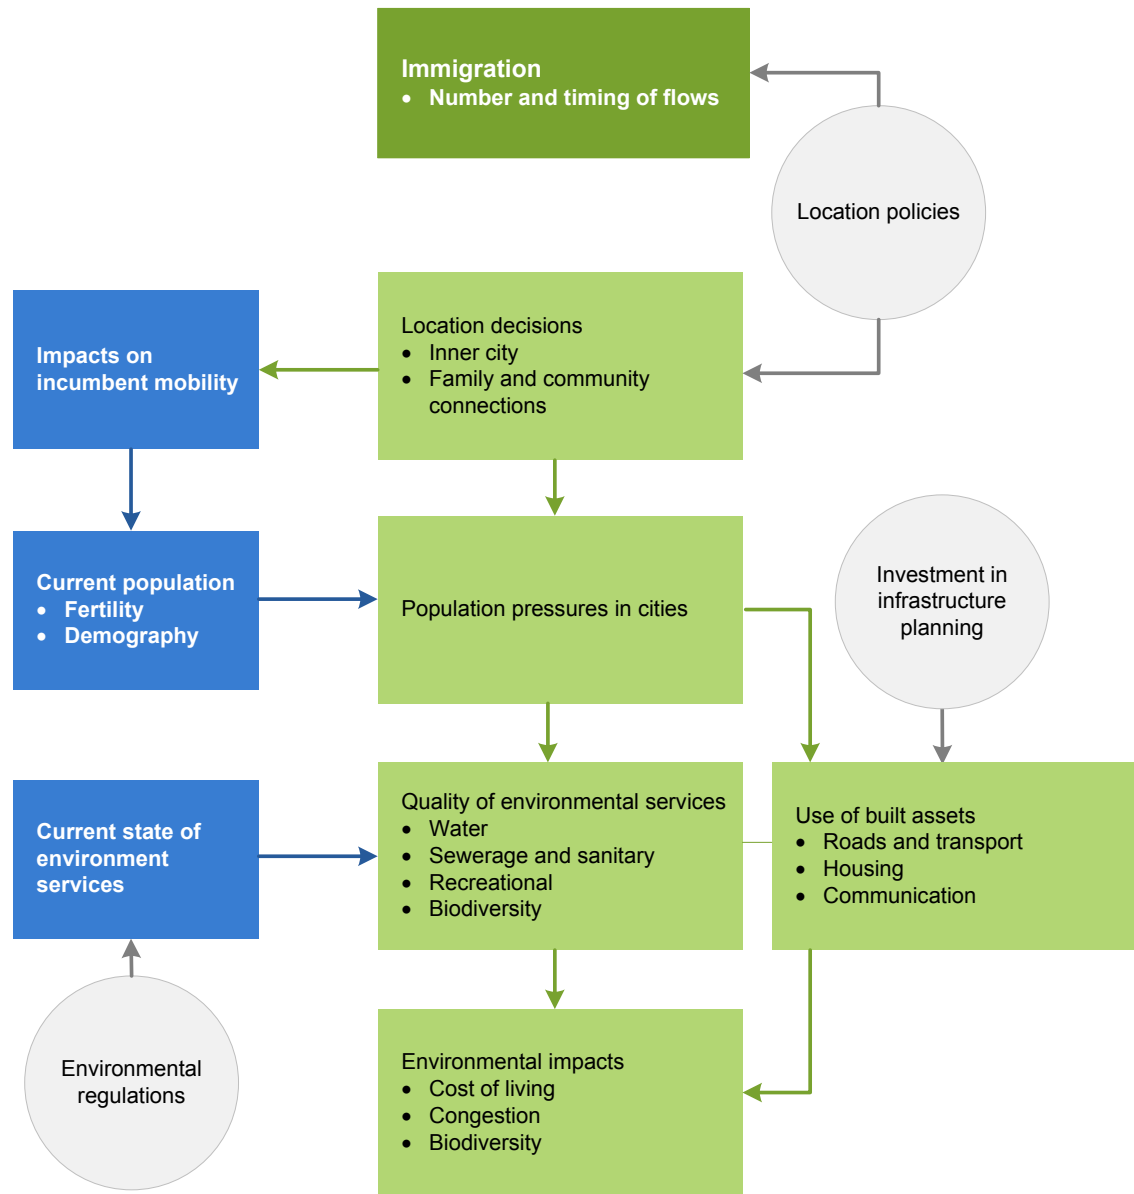 Immigration
• Number and timing of flows
Location policies
Location decisions
• Inner city
• Family and community
connections
Impacts on
incumbent mobility
Current population
• Fertility
• Demography
Population pressures in cities
Investment in
infrastructure
planning
Current state of
environment
services
Quality of environmental services
• Water
• Sewerage and sanitary
• Recreational
• Biodiversity
Use of built assets
• Roads and transport
• Housing
• Communication
Environmental
regulations
Environmental impacts
• Cost of living
• Congestion
• Biodiversity